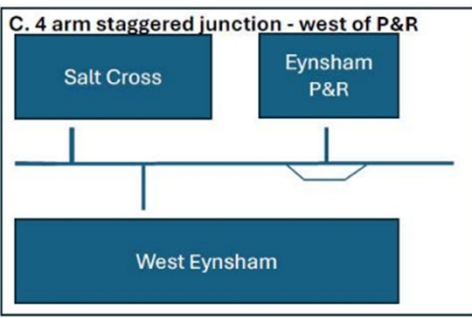 C. 4 arm staggered junction - west of P&R
Salt Cross
Eynsham
P&R
West Eynsham